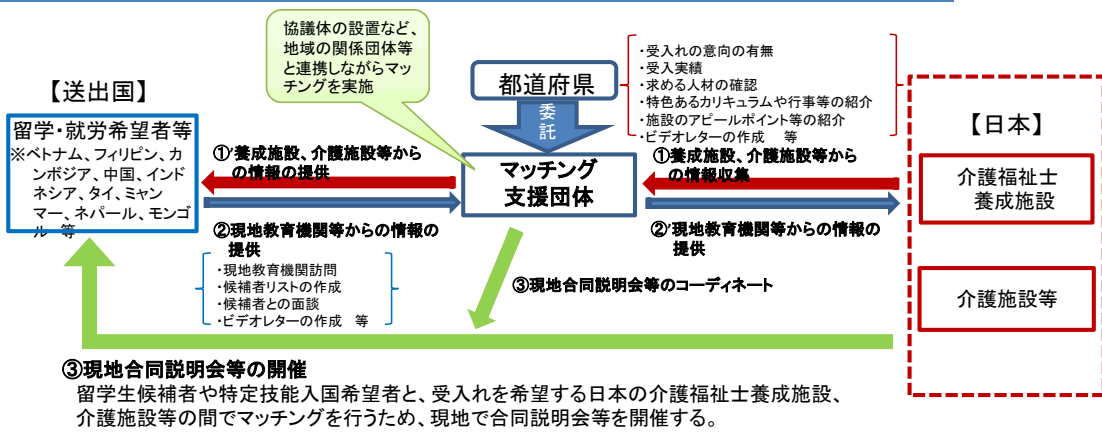 協議体の設置など、
地域の関係団体等
と連携しながらマッ
チングを実施
都道府県
委託
・受入れの意向の有無
・受入実績
・求める人材の確認
・特色あるカリキュラムや行事等の紹介
・施設のアピールポイント等の紹介
・ビデオレターの作成 等
【送出国】
留学・就労希望者等
※ベトナム、フィリピン、カ
ンボジア、中国、インド
ネシア、タイ、ミャン
マー、ネパール、モンゴ
ル 等
①’養成施設、介護施設等から
の情報の提供
マッチング
支援団体
①養成施設、介護施設等から
の情報収集
【日本】
介護福祉士
養成施設
介護施設等
②現地教育機関等からの情報の
提供
・現地教育機関訪問
・候補者リストの作成
・候補者との面談
・ビデオレターの作成 等
②’現地教育機関等からの情報の
提供
③現地合同説明会等のコーディネート
③現地合同説明会等の開催
留学生候補者や特定技能入国希望者と、受入れを希望する日本の介護福祉士養成施設、
介護施設等の間でマッチングを行うため、現地で合同説明会等を開催する。